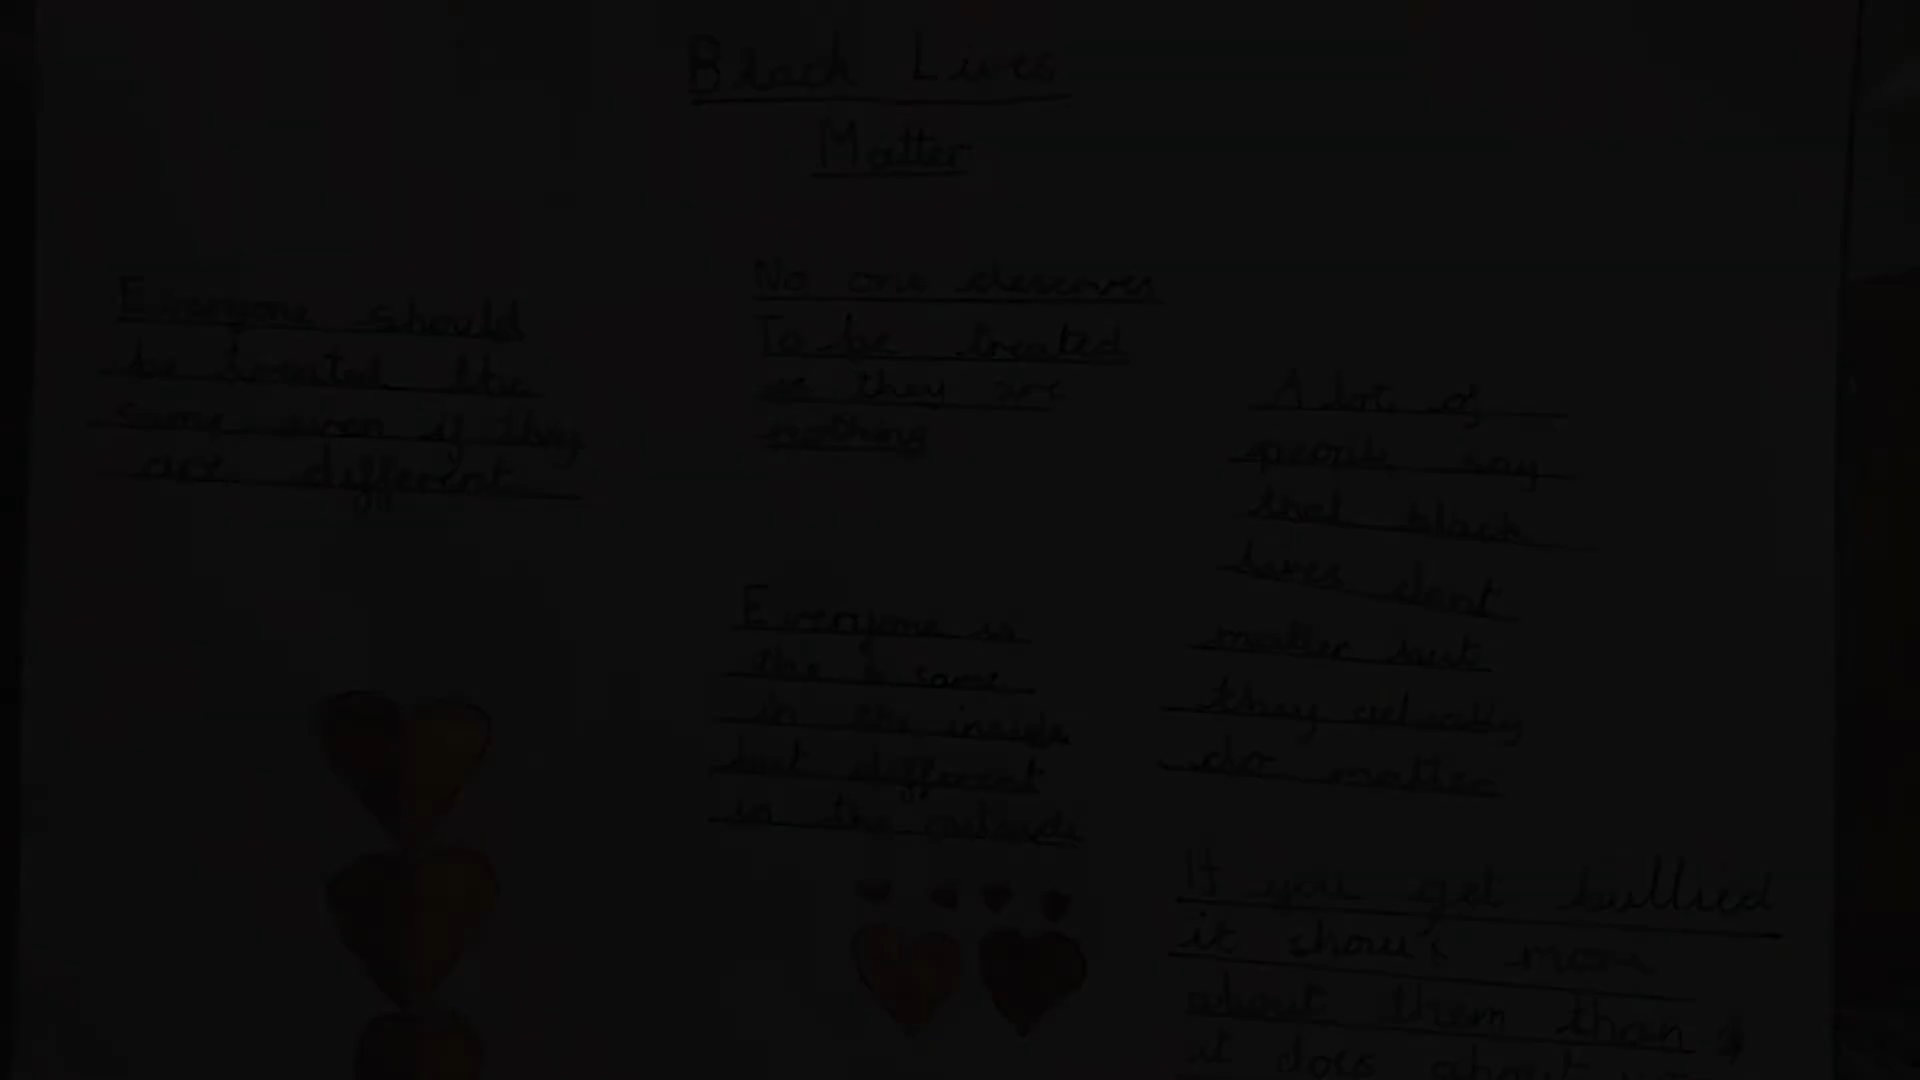 Black Lives
Matter
Everyone should
be treated the
same even if they
are different
No one deserves
To be treated
as they are
nothing
Everyone is
the same
in the inside
but different
in the outside
A lot of
people say
that black
lives dont
matter but
they actually
do matter
If you get bullied
it show's more
about them than
it does about